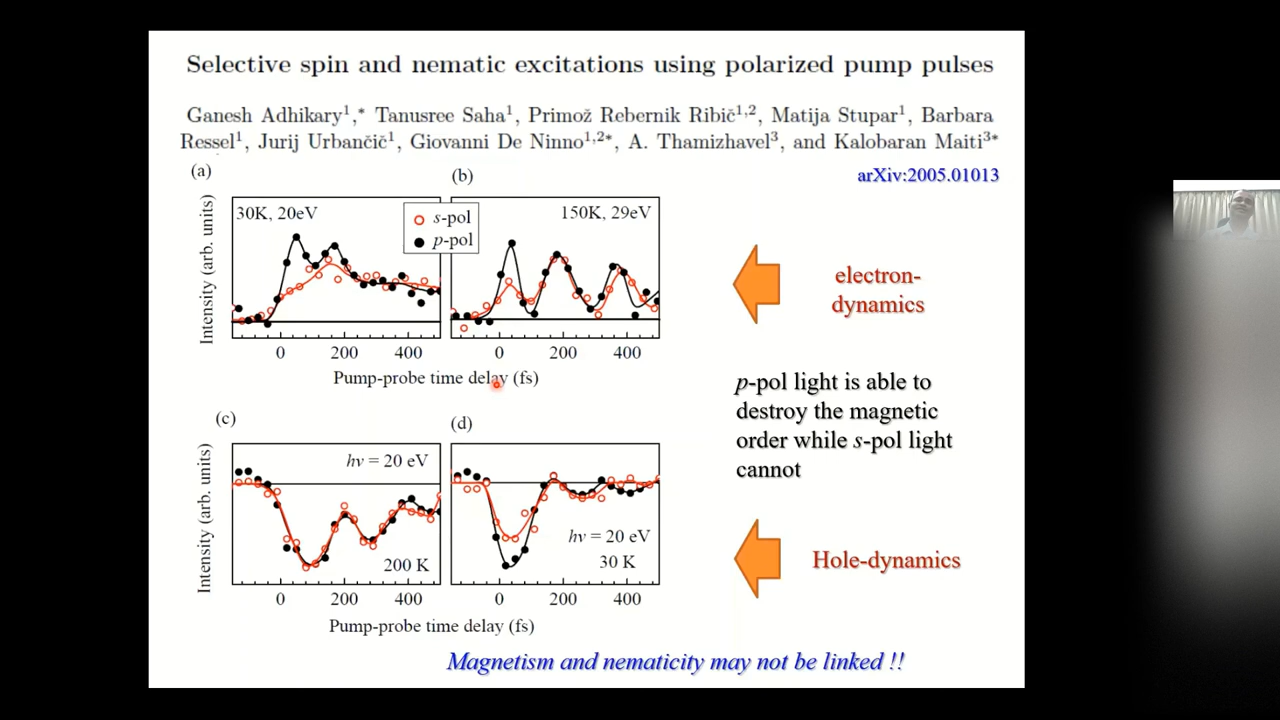 Selective spin and nematic excitations using polarized pump pulses
Ganesh Adhikary¹,* Tanusree Saha¹, Primož Rebernik Ribič¹,², Matija Stupar¹, Barbara
Ressel¹, Jurij Urbančič¹, Giovanni De Ninno¹,²*, A. Thamizhavel³, and Kalobaran Maiti³*
arXiv:2005.01013
(a)
(b)
30K, 20eV
s-pol
p-pol
150K, 29eV
Intensity (arb. units)
0 200 400
0 200 400
Pump-probe time delay (fs)
electron-
dynamics
p-pol light is able to
destroy the magnetic
order while s-pol light
cannot
(c)
(d)
hν = 20 eV
200 K
hν = 20 eV
30 K
Intensity (arb. units)
0 200 400
0 200 400
Pump-probe time delay (fs)
Hole-dynamics
Magnetism and nematicity may not be linked !!